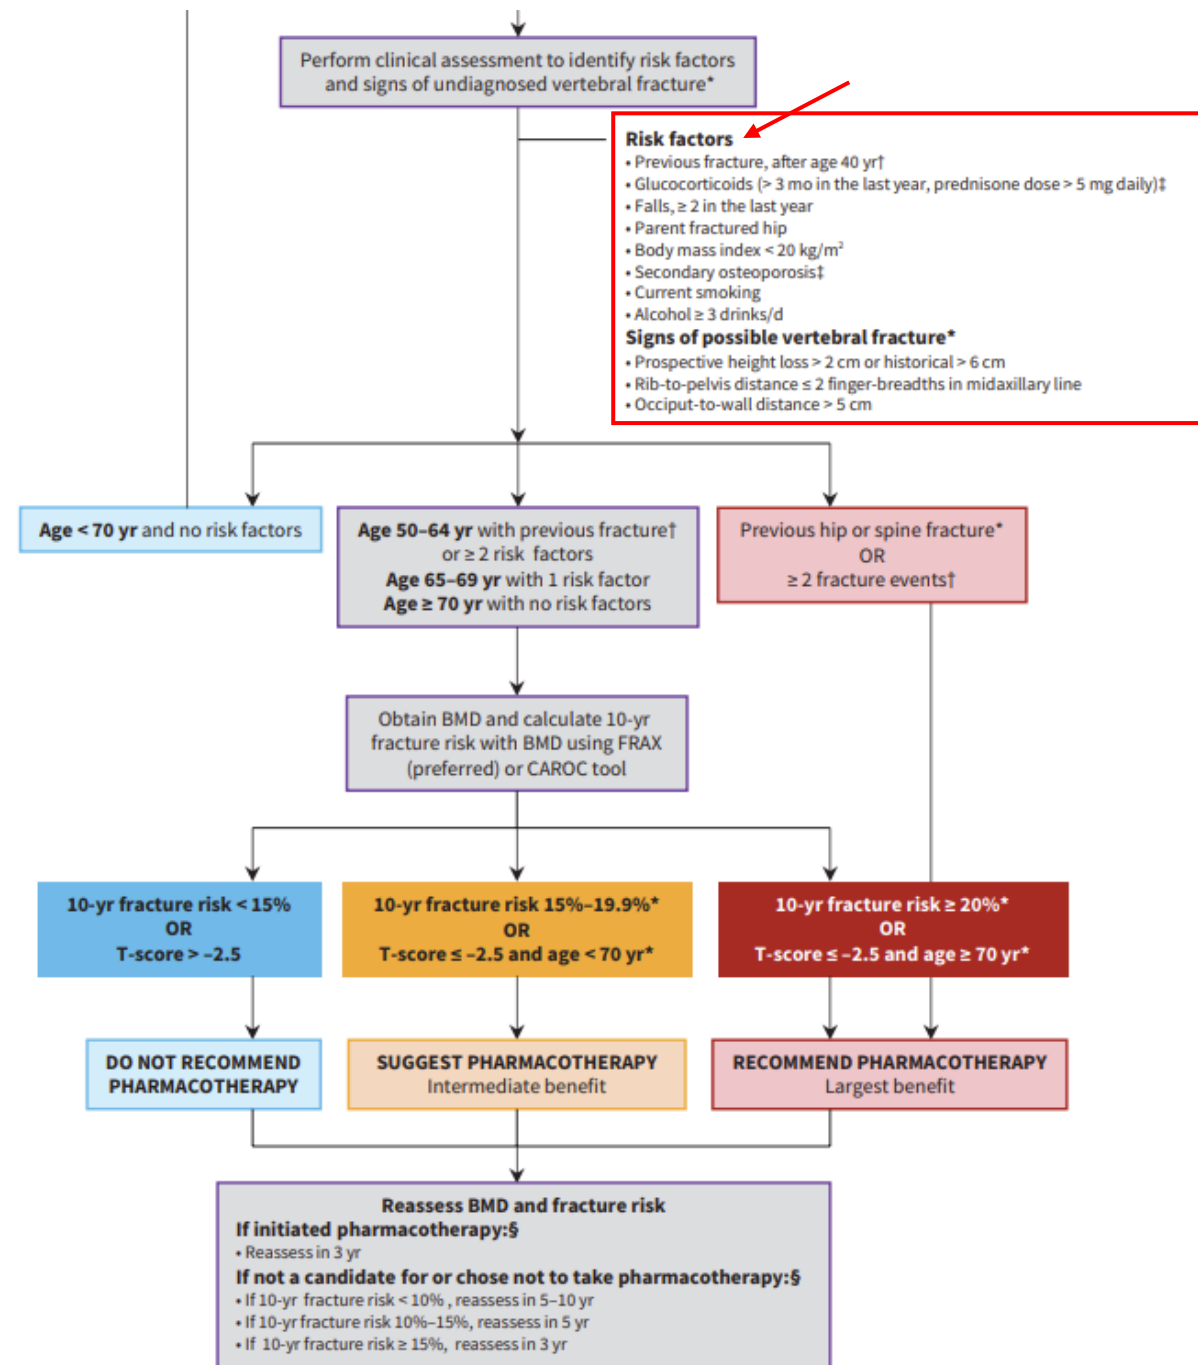 Perform clinical assessment to identify risk factors
and signs of undiagnosed vertebral fracture*
Risk factors
• Previous fracture, after age 40 yr†
• Glucocorticoids (> 3 mo in the last year, prednisone dose > 5 mg daily)‡
• Falls, ≥ 2 in the last year
• Parent fractured hip
• Body mass index < 20 kg/m²
• Secondary osteoporosis‡
• Current smoking
• Alcohol ≥ 3 drinks/d
Signs of possible vertebral fracture*
• Prospective height loss > 2 cm or historical > 6 cm
• Rib-to-pelvis distance ≤ 2 finger-breadths in midaxillary line
• Occiput-to-wall distance > 5 cm
Age < 70 yr and no risk factors
Age 50–64 yr with previous fracture†
or ≥ 2 risk factors
Age 65–69 yr with 1 risk factor
Age ≥ 70 yr with no risk factors
Previous hip or spine fracture*
OR
≥ 2 fracture events†
Obtain BMD and calculate 10-yr
fracture risk with BMD using FRAX
(preferred) or CAROC tool
10-yr fracture risk < 15%
OR
T-score > –2.5
10-yr fracture risk 15%–19.9%*
OR
T-score ≤ –2.5 and age < 70 yr*
10-yr fracture risk ≥ 20%*
OR
T-score ≤ –2.5 and age ≥ 70 yr*
DO NOT RECOMMEND
PHARMACOTHERAPY
SUGGEST PHARMACOTHERAPY
Intermediate benefit
RECOMMEND PHARMACOTHERAPY
Largest benefit
Reassess BMD and fracture risk
If initiated pharmacotherapy:§
• Reassess in 3 yr
If not a candidate for or chose not to take pharmacotherapy:§
• If 10-yr fracture risk < 10% , reassess in 5–10 yr
• If 10-yr fracture risk 10%–15%, reassess in 5 yr
• If 10-yr fracture risk ≥ 15%, reassess in 3 yr